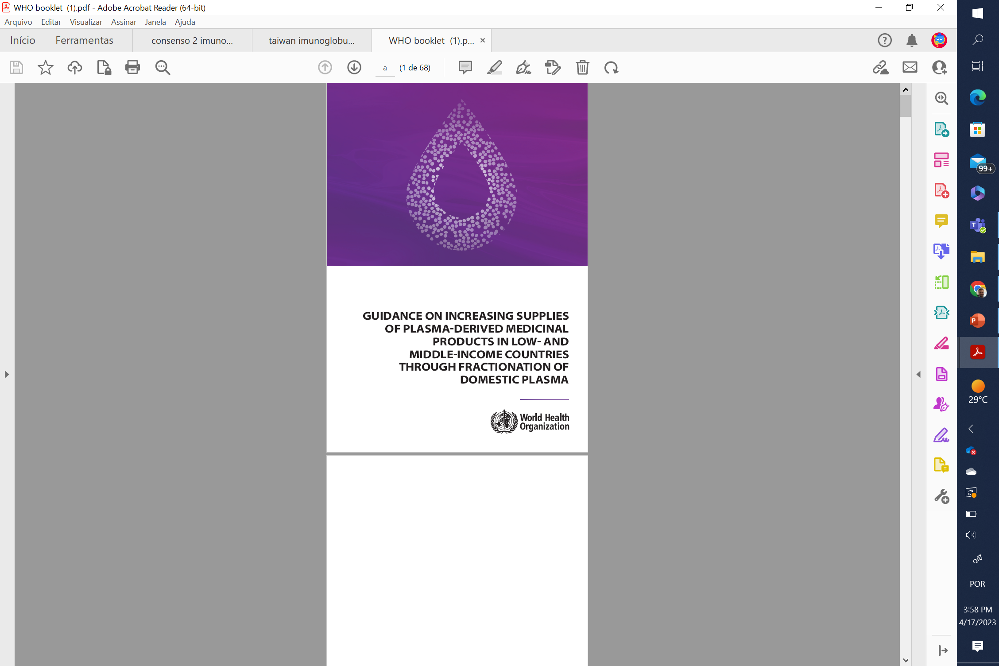 WHO booklet  (1).pdf - Adobe Acrobat Reader (64-bit)
Arquivo Editar Visualizar Assinar Janela Ajuda
Início Ferramentas consenso 2 imuno... taiwan imunoglobu... WHO booklet  (1).p...
a (1 de 68)
GUIDANCE ON INCREASING SUPPLIES
OF PLASMA-DERIVED MEDICINAL
PRODUCTS IN LOW- AND
MIDDLE-INCOME COUNTRIES
THROUGH FRACTIONATION OF
DOMESTIC PLASMA
World Health
Organization
99+
29°C
POR
3:58 PM
4/17/2023